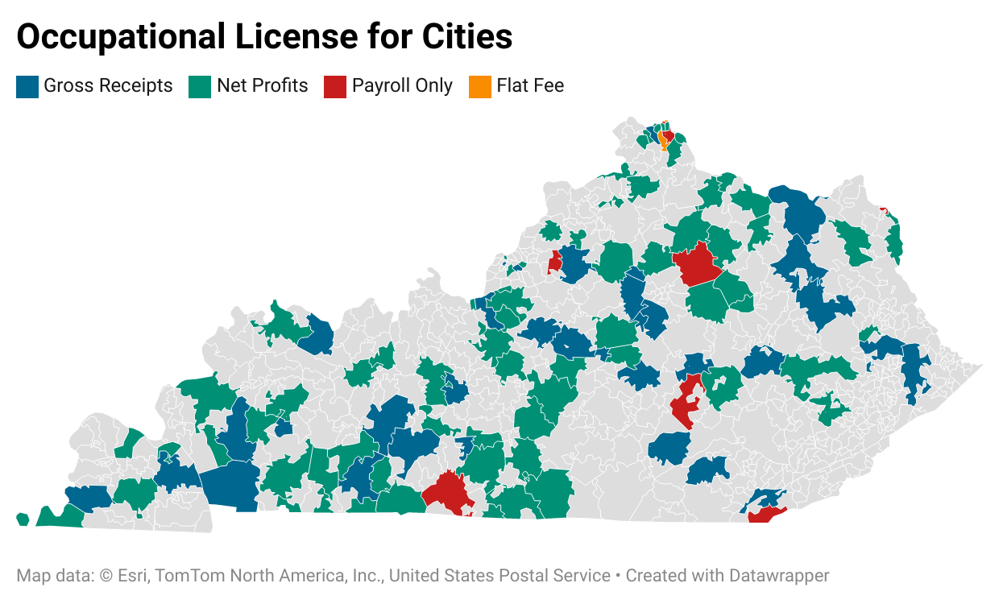 Occupational License for Cities
Gross Receipts Net Profits Payroll Only Flat Fee
Map data: © Esri, TomTom North America, Inc., United States Postal Service • Created with Datawrapper